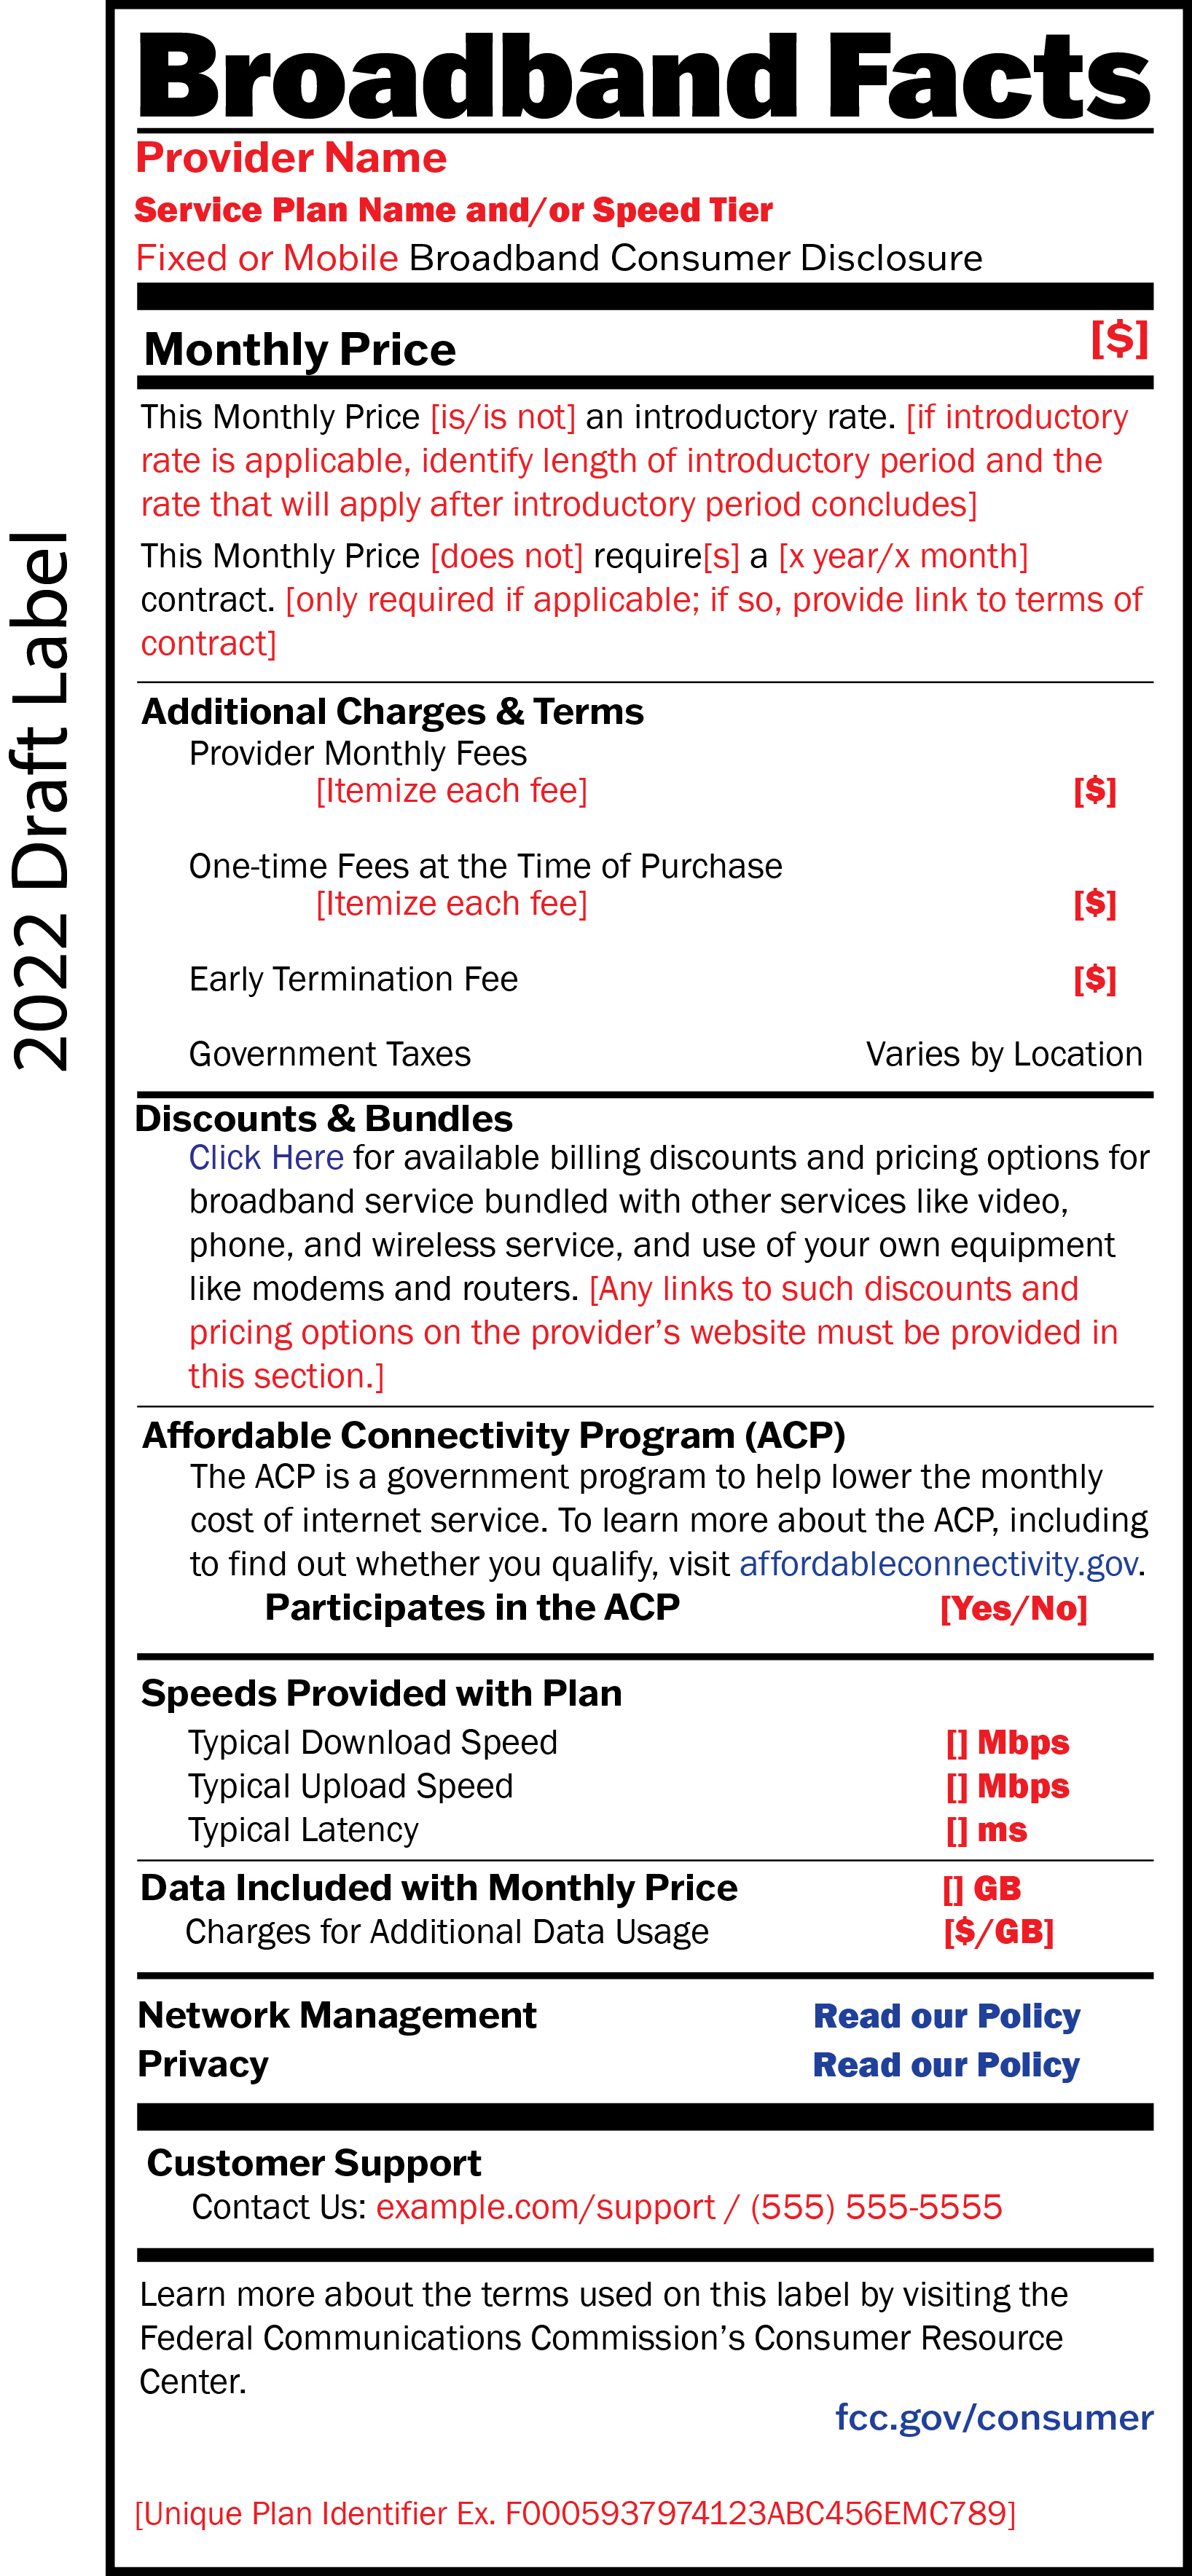 2022 Draft Label
Broadband Facts
Provider Name
Service Plan Name and/or Speed Tier
Fixed or Mobile Broadband Consumer Disclosure
Monthly Price [$]
This Monthly Price [is/is not] an introductory rate. [if introductory
rate is applicable, identify length of introductory period and the
rate that will apply after introductory period concludes]
This Monthly Price [does not] require[s] a [x year/x month]
contract. [only required if applicable; if so, provide link to terms of
contract]
Additional Charges & Terms
Provider Monthly Fees
[Itemize each fee] [$]
One-time Fees at the Time of Purchase
[Itemize each fee] [$]
Early Termination Fee [$]
Government Taxes Varies by Location
Discounts & Bundles
Click Here for available billing discounts and pricing options for
broadband service bundled with other services like video,
phone, and wireless service, and use of your own equipment
like modems and routers. [Any links to such discounts and
pricing options on the provider’s website must be provided in
this section.]
Affordable Connectivity Program (ACP)
The ACP is a government program to help lower the monthly
cost of internet service. To learn more about the ACP, including
to find out whether you qualify, visit affordableconnectivity.gov.
Participates in the ACP [Yes/No]
Speeds Provided with Plan
Typical Download Speed [] Mbps
Typical Upload Speed [] Mbps
Typical Latency [] ms
Data Included with Monthly Price [] GB
Charges for Additional Data Usage [$/GB]
Network Management Read our Policy
Privacy Read our Policy
Customer Support
Contact Us: example.com/support / (555) 555-5555
Learn more about the terms used on this label by visiting the
Federal Communications Commission’s Consumer Resource
Center.
fcc.gov/consumer
[Unique Plan Identifier Ex. F0005937974123ABC456EMC789]